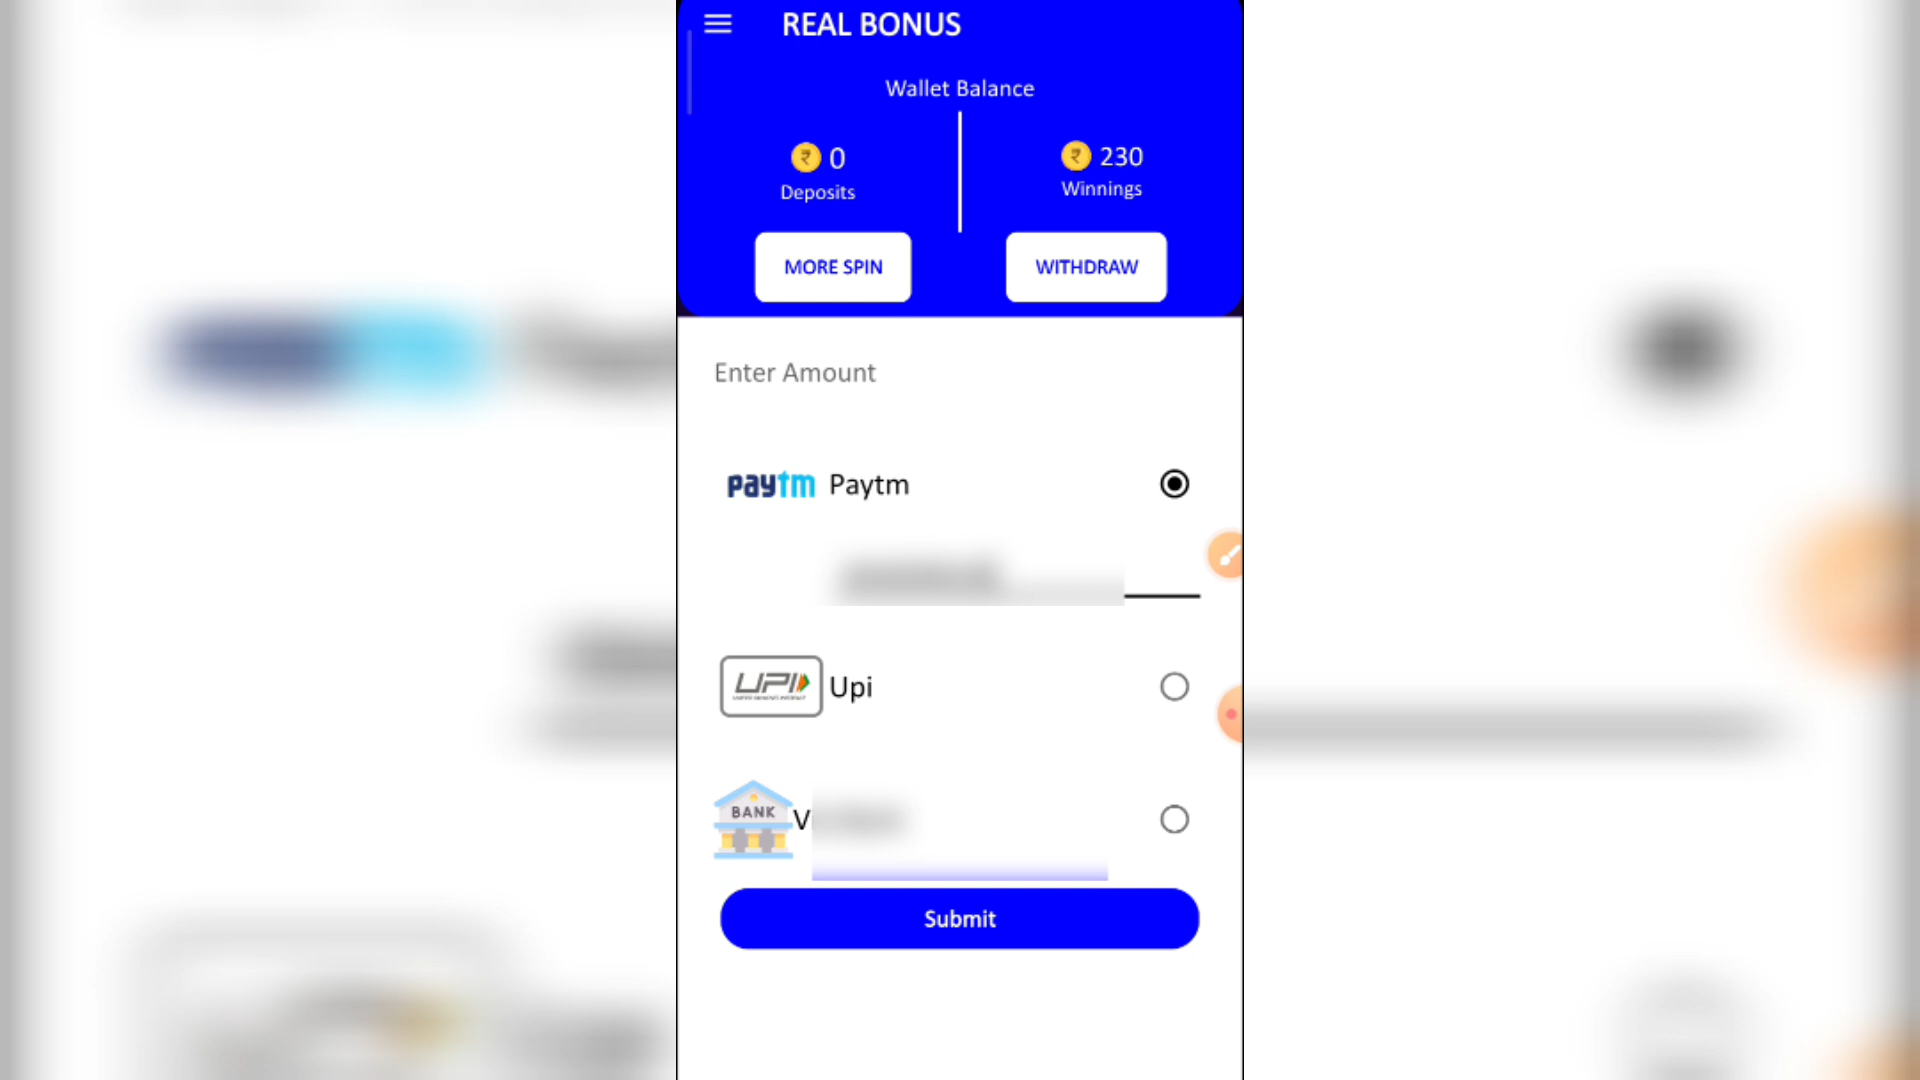 REAL BONUS
Wallet Balance
₹ 0
Deposits
₹ 230
Winnings
MORE SPIN
WITHDRAW
Enter Amount
paytm Paytm
UPI Upi
BANK V
Submit